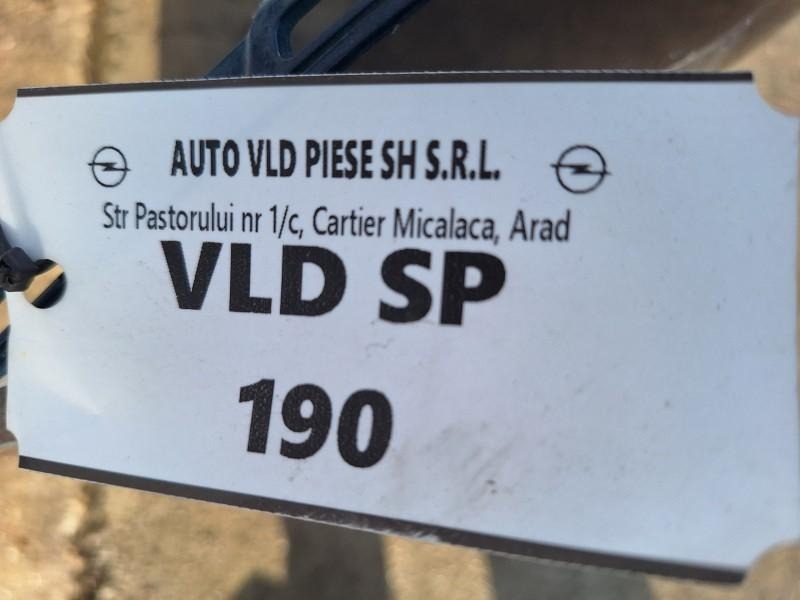 AUTO VLD PIESE SH S.R.L.
Str Pastorului nr 1/c, Cartier Micalaca, Arad
VLD SP
190